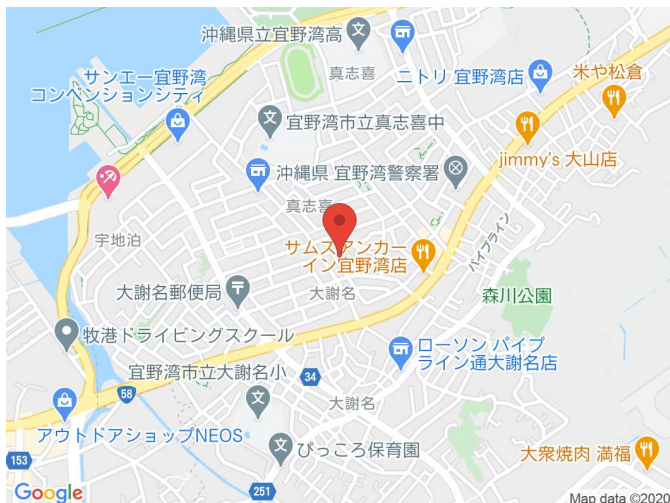 沖縄県立宜野湾高
真志喜
サンエー宜野湾
コンベンションシティ
ニトリ 宜野湾店
米や松倉
宜野湾市立真志喜中
jimmy's 大山店
沖縄県 宜野湾警察署
真志喜
宇地泊
サムズアンカー
イン宜野湾店
パイプライン
大謝名郵便局
大謝名
森川公園
牧港ドライビングスクール
ローソン パイプ
ライン通大謝名店
宜野湾市立大謝名小
34
58
大謝名
アウトドアショップNEOS
ぴっころ保育園
大衆焼肉 満福
153
251
Google
Map data ©2020